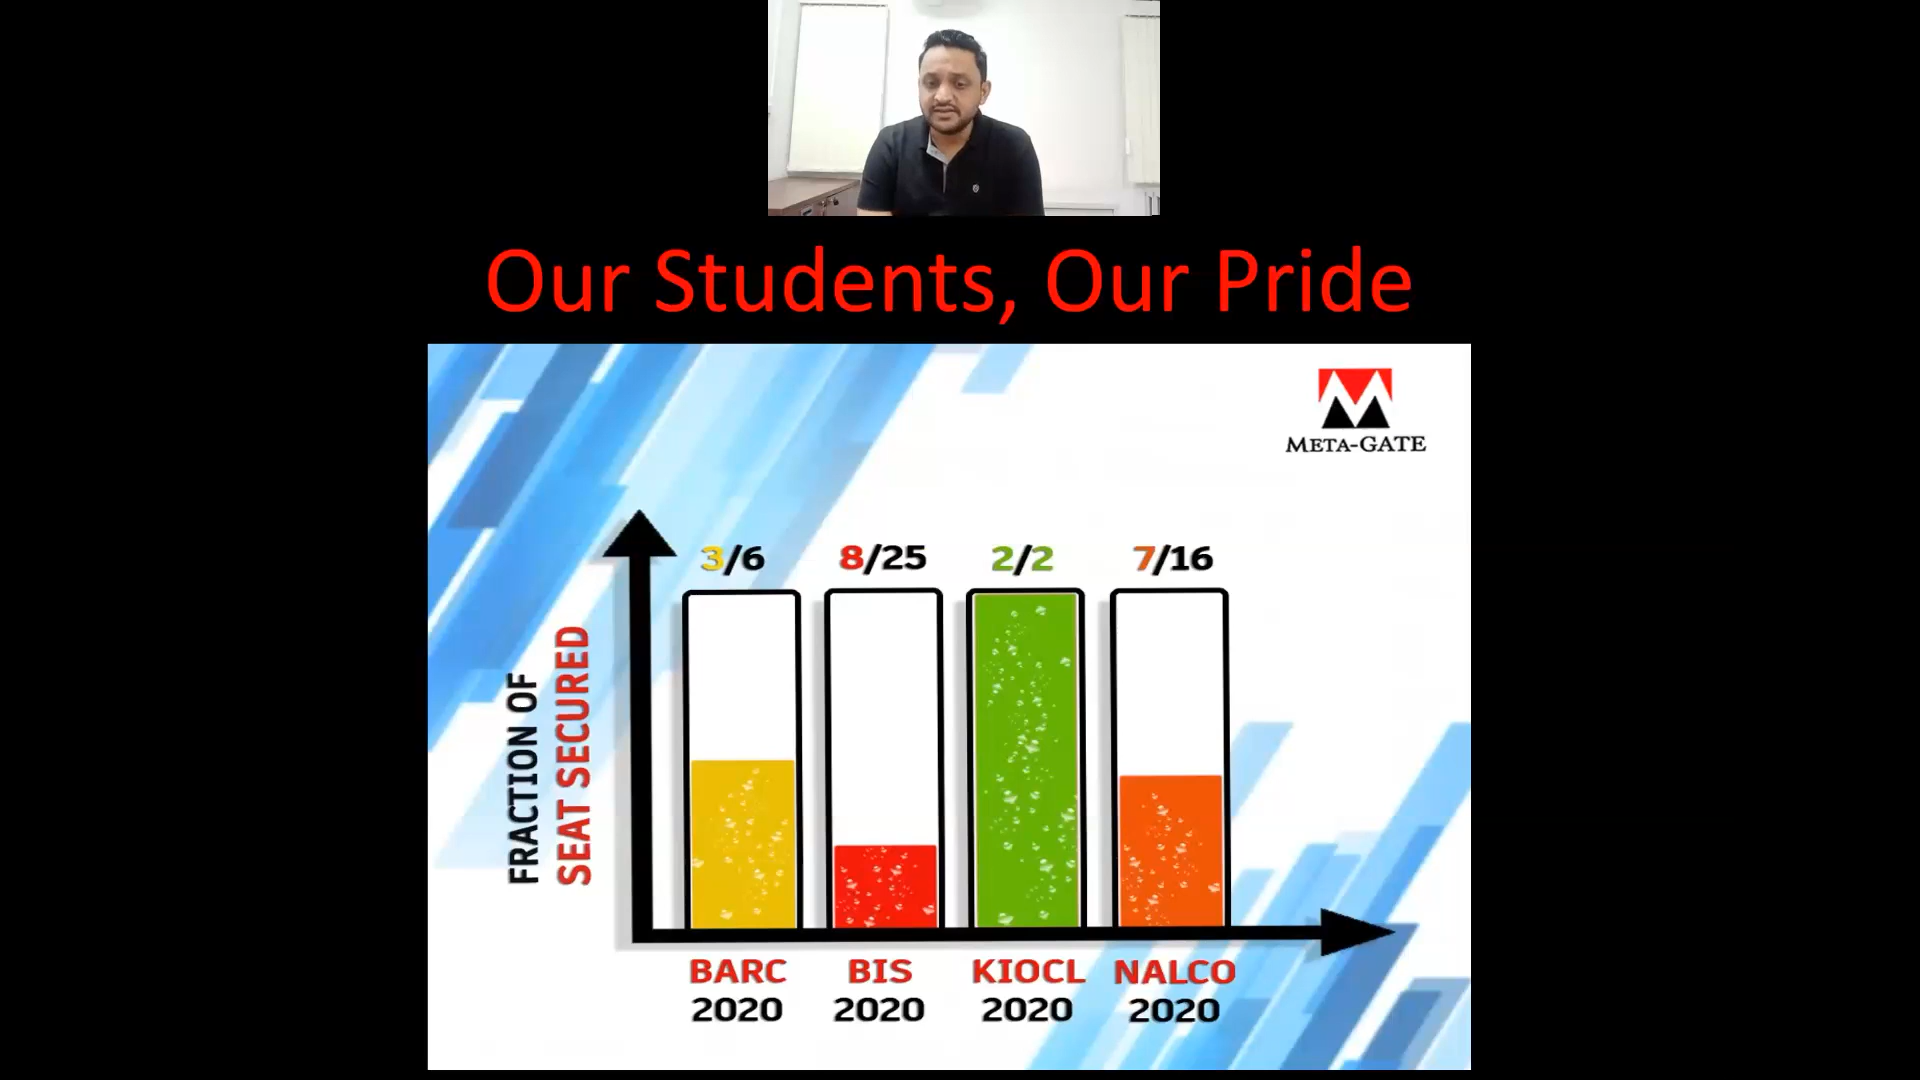 Our Students, Our Pride
META-GATE
3/6
8/25
2/2
7/16
FRACTION OF
SEAT SECURED
BARC
2020
BIS
2020
KIOCL
2020
NALCO
2020